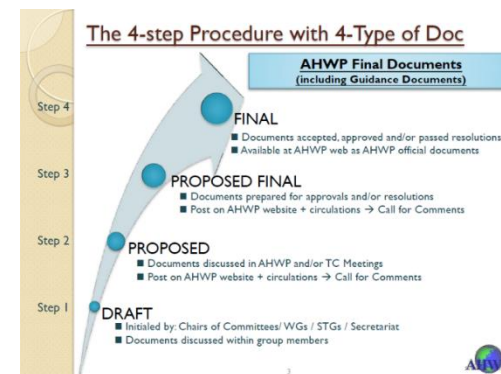 The 4-step Procedure with 4-Type of Doc
AHWP Final Documents
(including Guidance Documents)
Step 4
FINAL
Documents accepted, approved and/or passed resolutions
Available at AHWP web as AHWP official documents
Step 3
PROPOSED FINAL
Documents prepared for approvals and/or resolutions
Post on AHWP website + circulations → Call for Comments
Step 2
PROPOSED
Documents discussed in AHWP and/or TC Meetings
Post on AHWP website + circulations → Call for Comments
Step 1
DRAFT
Initialed by: Chairs of Committees/ WGs / STGs / Secretariat
Documents discussed within group members
3
AHW